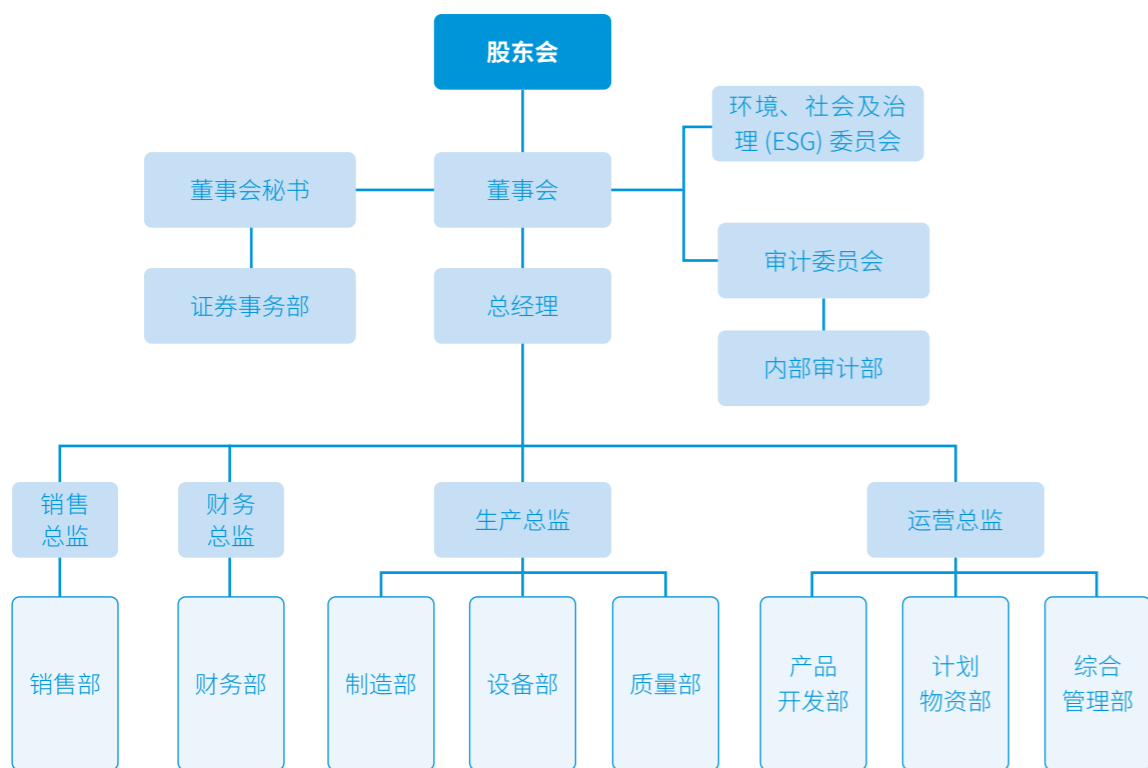 股东会
环境、社会及治
理 (ESG) 委员会
董事会秘书
董事会
审计委员会
证券事务部
总经理
内部审计部
销售
总监
财务
总监
生产总监
运营总监
销售部
财务部
制造部
设备部
质量部
产品
开发部
计划
物资部
综合
管理部